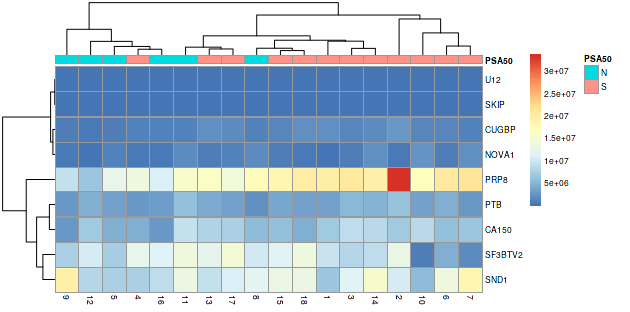 PSA50
PSA50
N
S
3e+07
2.5e+07
2e+07
1.5e+07
1e+07
5e+06
U12
SKIP
CUGBP
NOVA1
PRP8
PTB
CA150
SF3BTV2
SND1
9 12 5 4 16 11 13 17 8 15 18 1 3 14 2 10 6 7